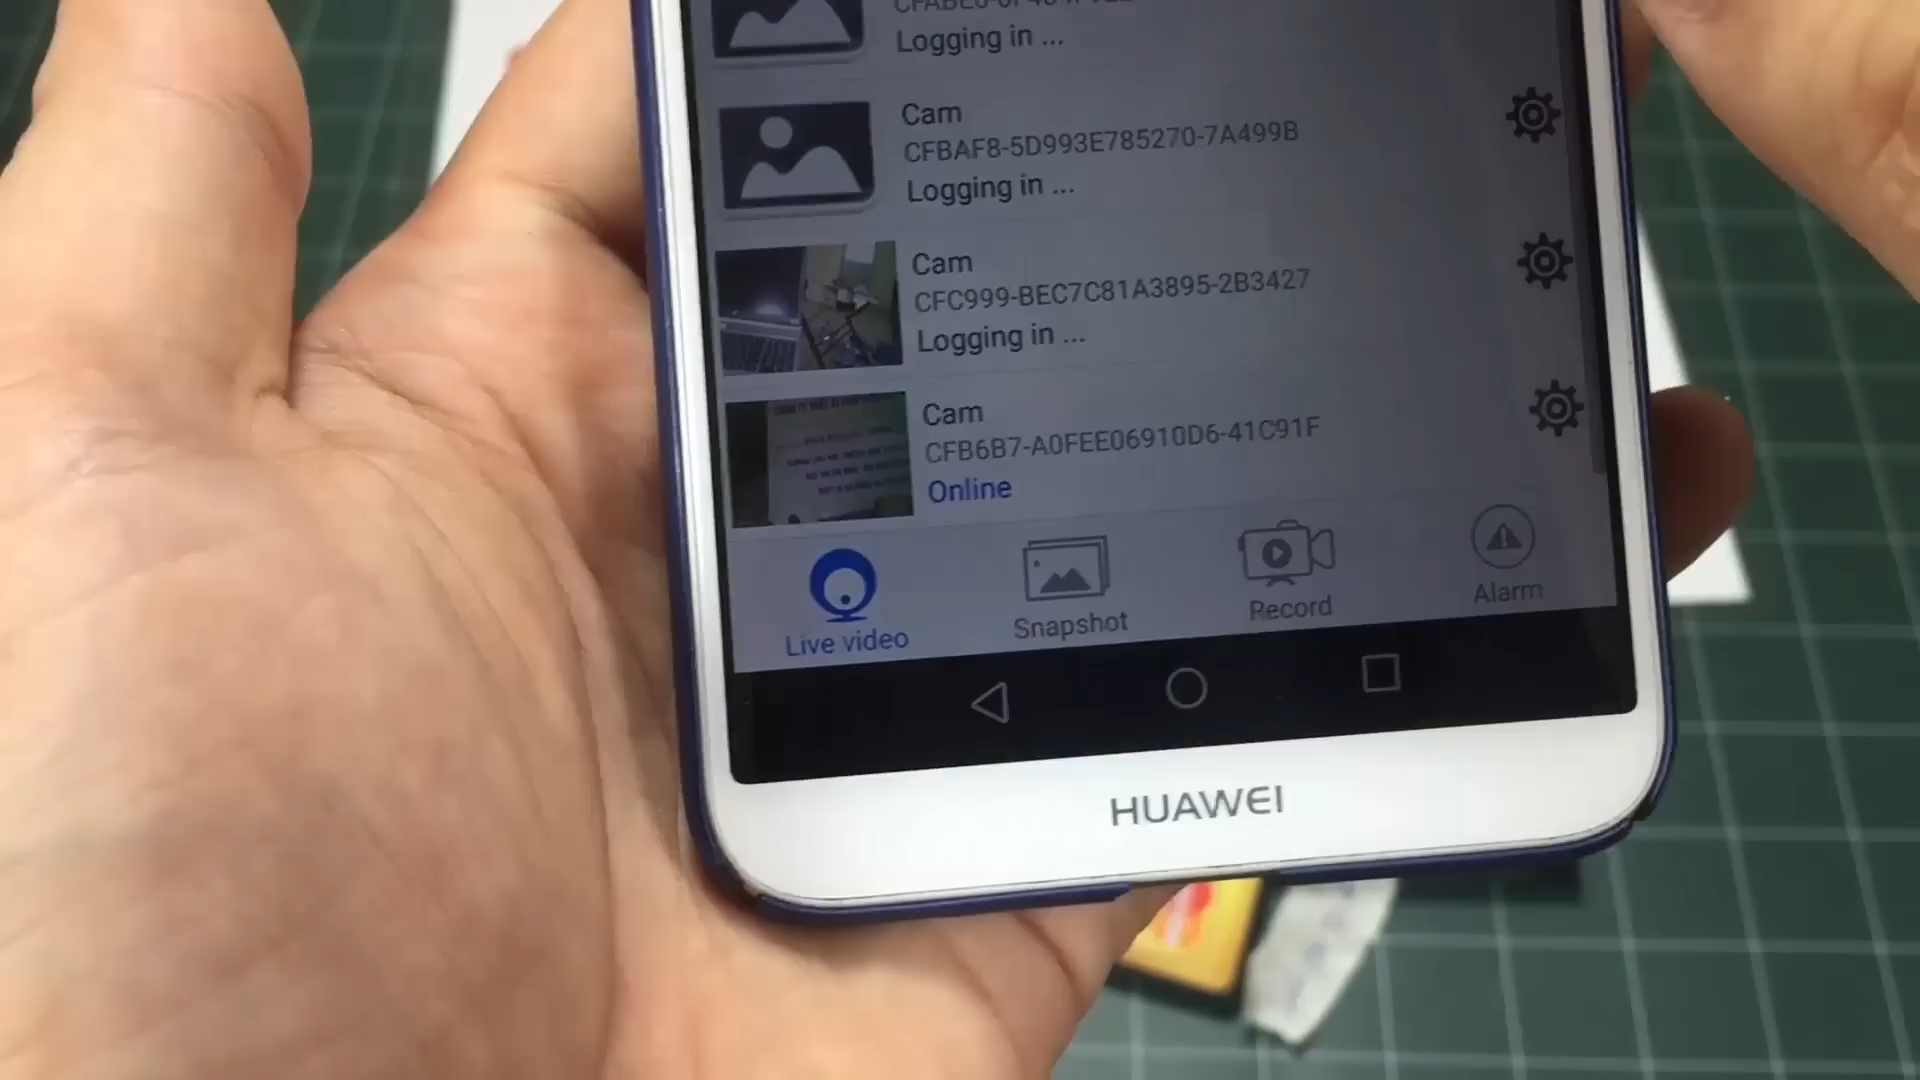 Logging in ...
Cam
CFBAF8-5D993E785270-7A499B
Logging in ...
Cam
CFC999-BEC7C81A3895-2B3427
Logging in ...
Cam
CFB6B7-A0FEE06910D6-41C91F
Online
Live video
Snapshot
Record
Alarm
HUAWEI